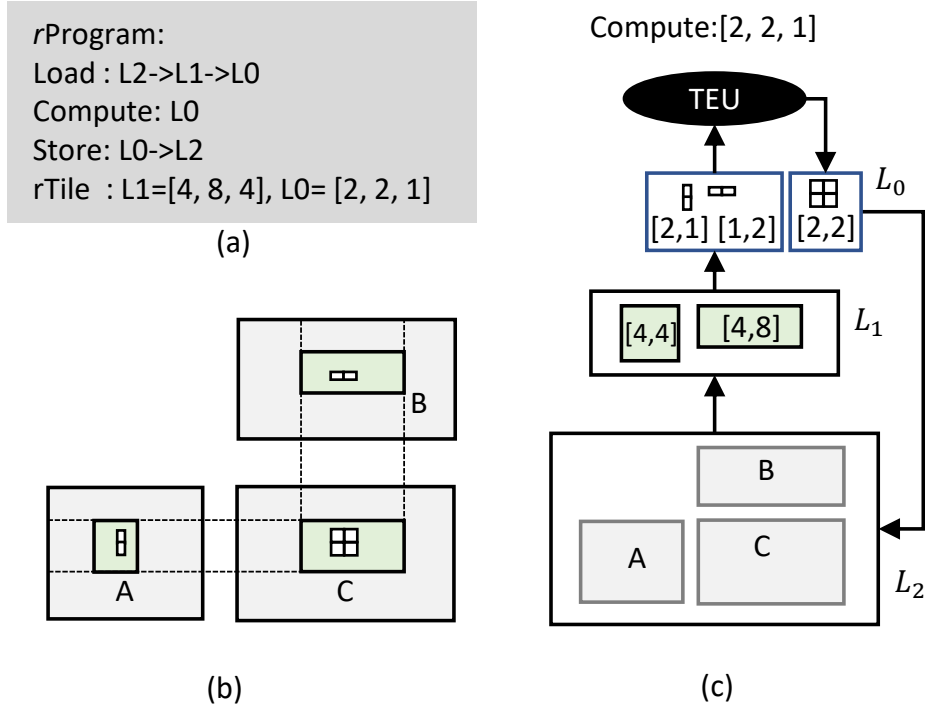 rProgram:
Load : L2->L1->L0
Compute: L0
Store: L0->L2
rTile : L1=[4, 8, 4], L0= [2, 2, 1]
(a)
B
A
C
(b)
Compute:[2, 2, 1]
TEU
[2,1] [1,2]
[2,2]
L0
[4,4]
[4,8]
L1
B
A
C
L2
(c)